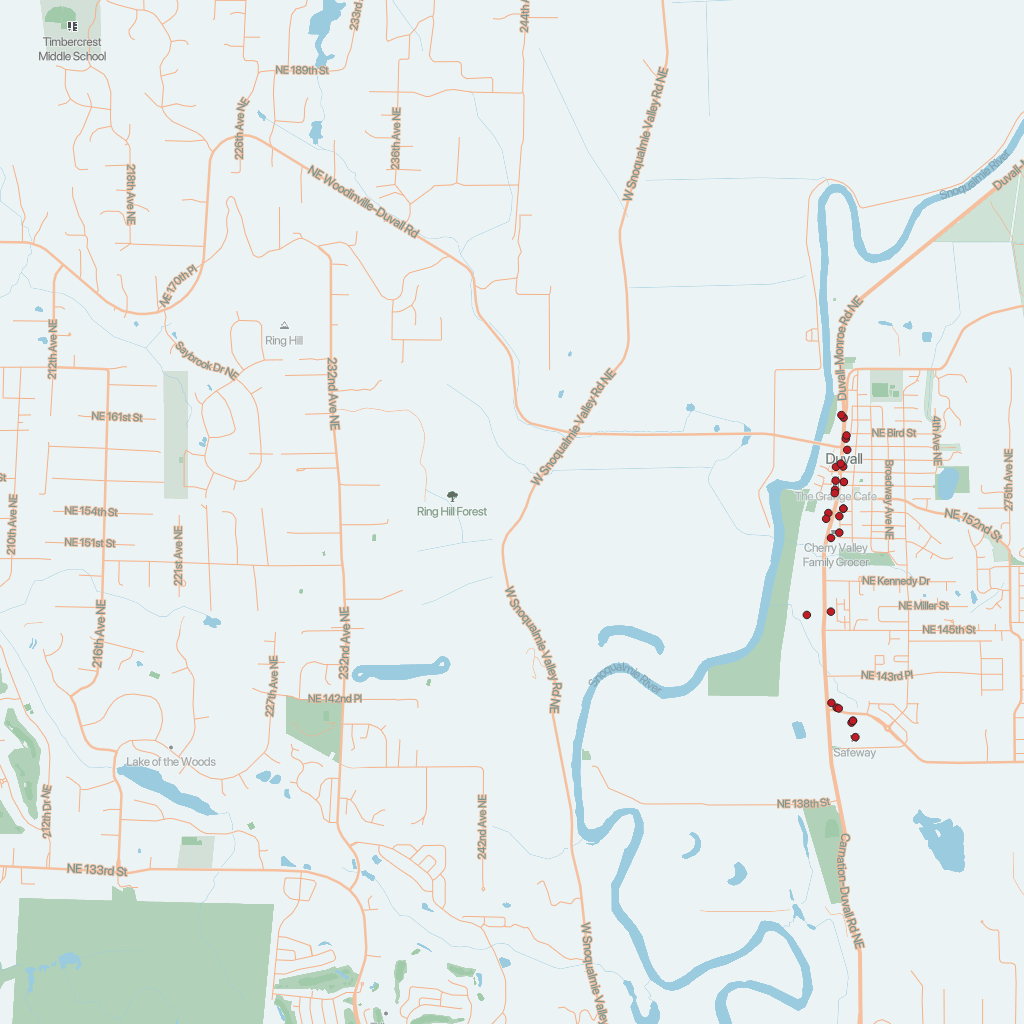 Timbercrest
Middle School
233rd
244th A
NE 189th St
226th Ave NE
236th Ave NE
W Snoqualmie Valley Rd NE
218th Ave NE
NE Woodinville-Duvall Rd
Snoqualmie River
Duvall-M
NE 170th Pl
Ring Hill
212th Ave NE
Saybrook Dr NE
232nd Ave NE
Duvall-Monroe Rd NE
W Snoqualmie Valley Rd NE
NE 161st St
NE Bird St
4th Ave NE
Duvall
Broadway Ave NE
275th Ave NE
St
The Grange Cafe
Ring Hill Forest
210th Ave NE
NE 154th St
NE 152nd St
NE 151st St
221st Ave NE
Cherry Valley
Family Grocer
NE Kennedy Dr
NE Miller St
216th Ave NE
232nd Ave NE
W Snoqualmie Valley Rd NE
NE 145th St
227th Ave NE
Snoqualmie River
NE 143rd Pl
NE 142nd Pl
Safeway
Lake of the Woods
212th Dr NE
242nd Ave NE
NE 138th St
NE 133rd St
Carnation-Duvall Rd NE
W Snoqualmie Valley